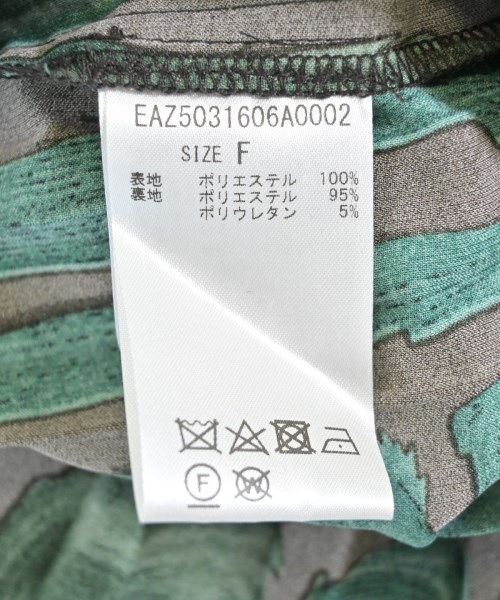 EAZ5031606A0002
SIZE F
表地 ポリエステル 100%
裏地 ポリエステル 95%
ポリウレタン 5%
F W